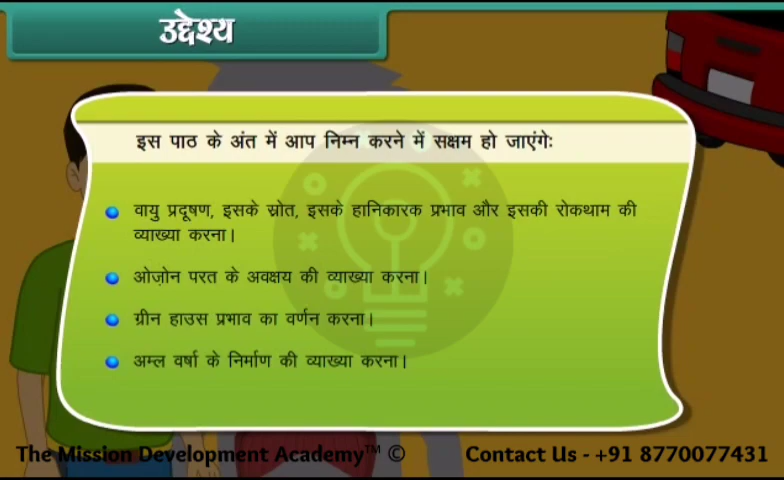 उद्देश्य
इस पाठ के अंत में आप निम्न करने में सक्षम हो जाएंगेः
वायु प्रदूषण, इसके स्रोत, इसके हानिकारक प्रभाव और इसकी रोकथाम की
व्याख्या करना।
ओज़ोन परत के अवक्षय की व्याख्या करना।
ग्रीन हाउस प्रभाव का वर्णन करना।
अम्ल वर्षा के निर्माण की व्याख्या करना।
The Mission Development Academy™ © Contact Us - +91 8770077431